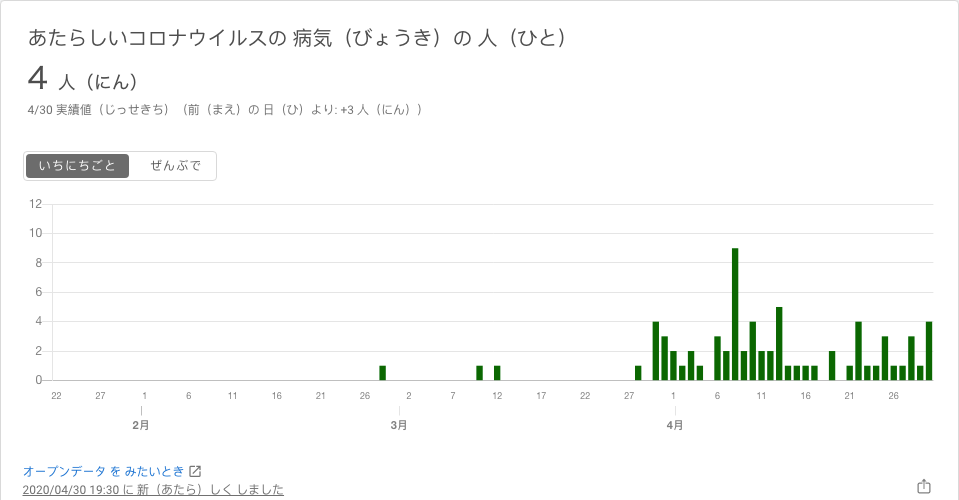 あたらしいコロナウイルスの 病気（びょうき）の 人（ひと）
4 人（にん）
4/30 実績値（じっせきち）（前（まえ）の 日（ひ）より: +3 人（にん））
いちにちごと ぜんぶで
12
10
8
6
4
2
0
22 27 1 6 11 16 21 26 2 7 12 17 22 27 1 6 11 16 21 26
2月 3月 4月
オープンデータ を みたいとき
2020/04/30 19:30 に 新（あたら）しく しました